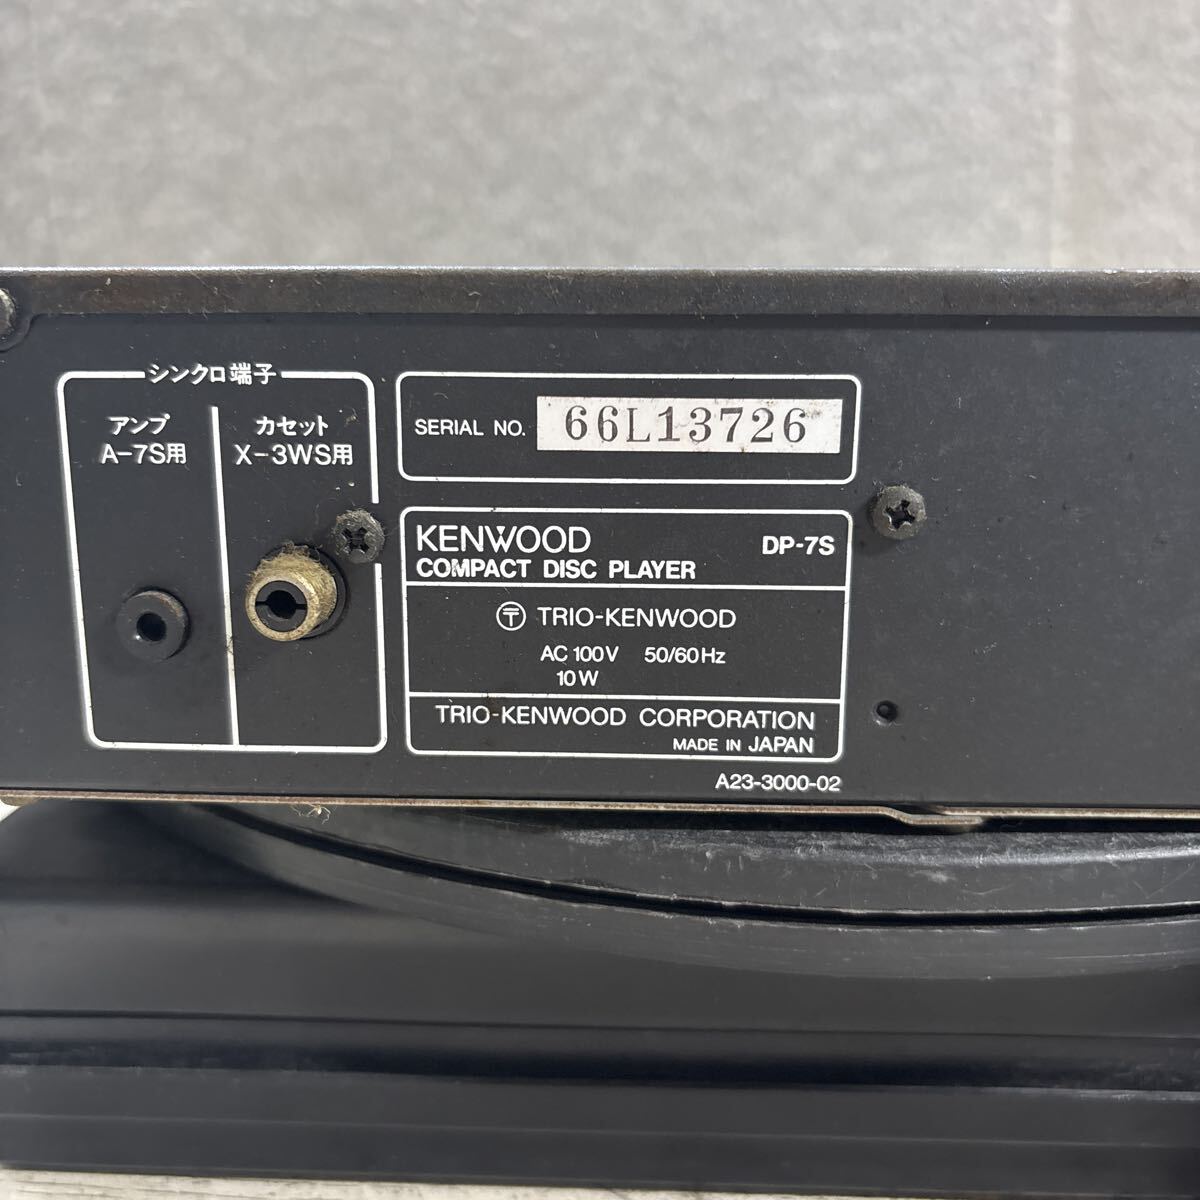 シンクロ端子
アンプ
A-7S用
カセット
X-3WS用
SERIAL NO. 66L13726
KENWOOD DP-7S
COMPACT DISC PLAYER
〒 TRIO-KENWOOD
AC 100V 50/60Hz
10W
TRIO-KENWOOD CORPORATION
MADE IN JAPAN
A23-3000-02